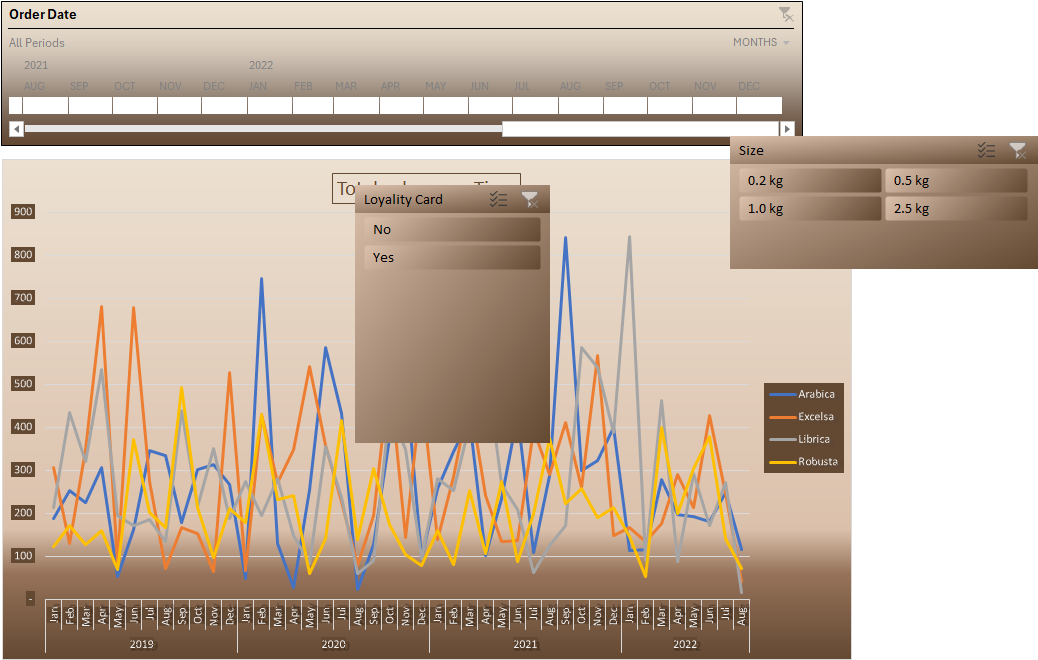 Order Date
All Periods
MONTHS
2021 2022
AUG SEP OCT NOV DEC JAN FEB MAR APR MAY JUN JUL AUG SEP OCT NOV DEC
Size
0.2 kg 0.5 kg
1.0 kg 2.5 kg
Loyality Card
No
Yes
900
800
700
600
500
400
300
200
100
-
Arabica
Excelsa
Librica
Robusta
Jan Feb Mar Apr May Jun Jul Aug Sep Oct Nov Dec Jan Feb Mar Apr May Jun Jul Aug Sep Oct Nov Dec Jan Feb Mar Apr May Jun Jul Aug Sep Oct Nov Dec Jan Feb Mar Apr May Jun Jul Aug
2019 2020 2021 2022